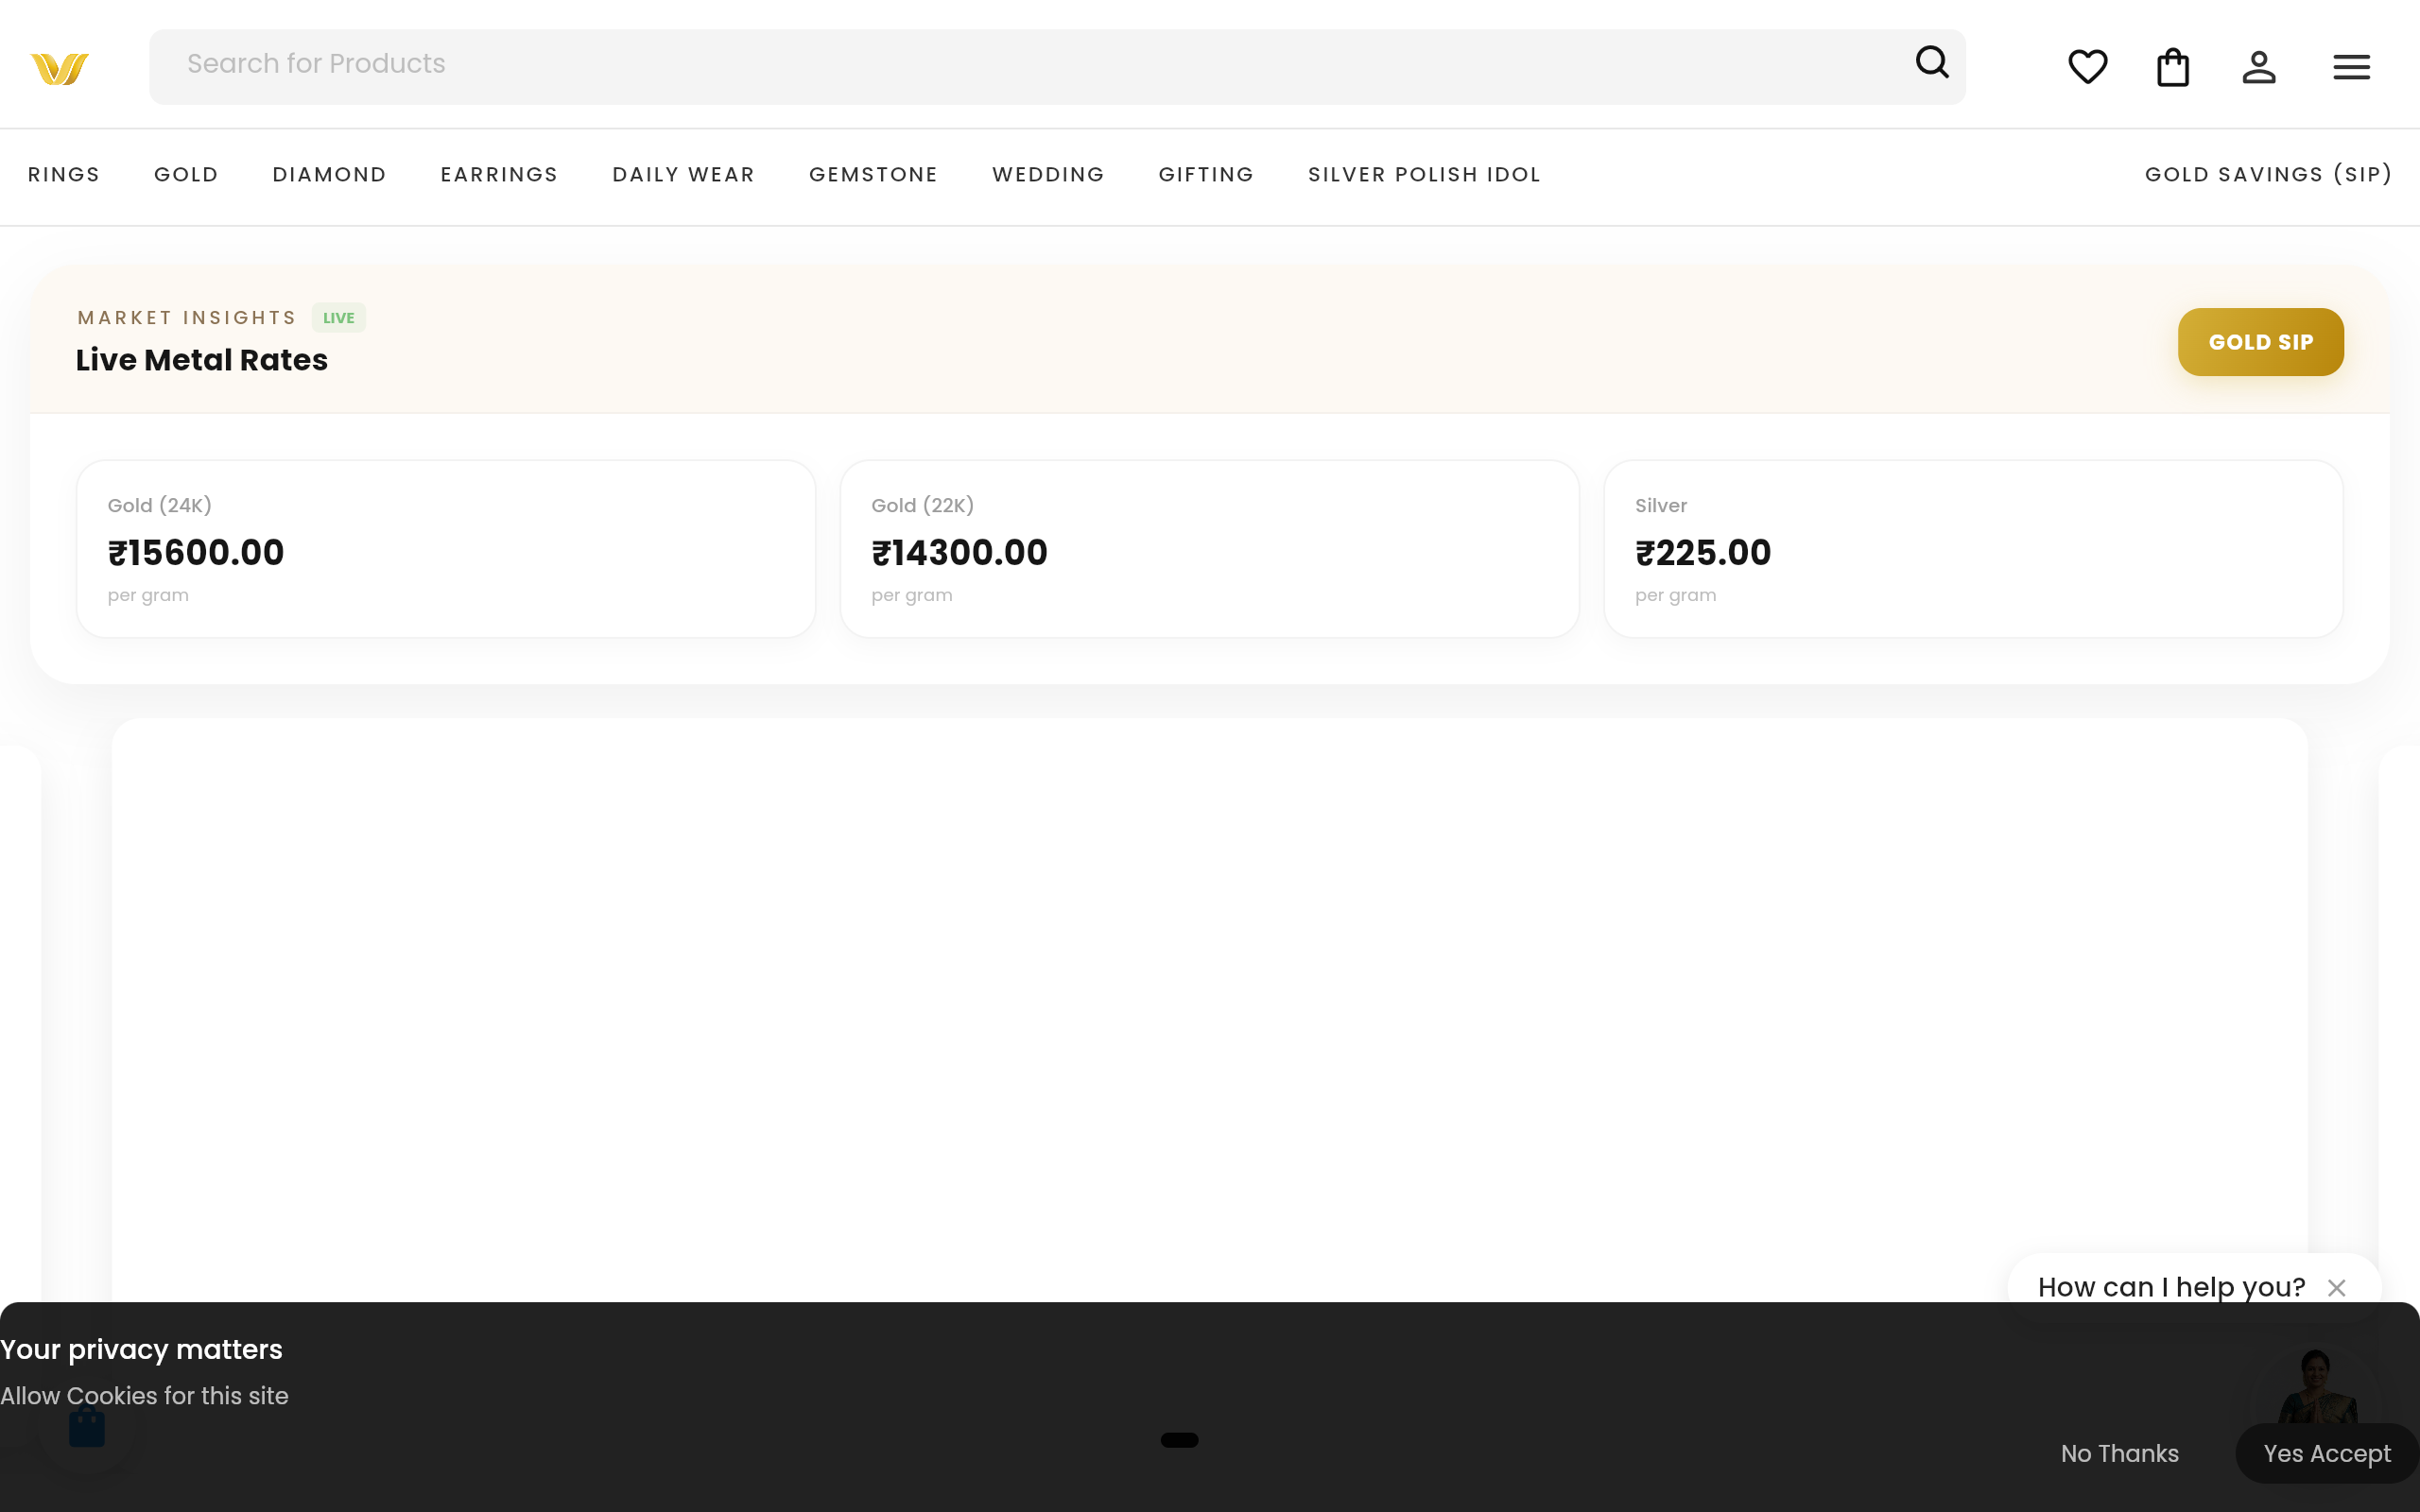 Search for Products
RINGS GOLD DIAMOND EARRINGS DAILY WEAR GEMSTONE WEDDING GIFTING SILVER POLISH IDOL GOLD SAVINGS (SIP)
MARKET INSIGHTS LIVE
Live Metal Rates
GOLD SIP
Gold (24K)
₹15600.00
per gram
Gold (22K)
₹14300.00
per gram
Silver
₹225.00
per gram
How can I help you?
Your privacy matters
Allow Cookies for this site
No Thanks
Yes Accept